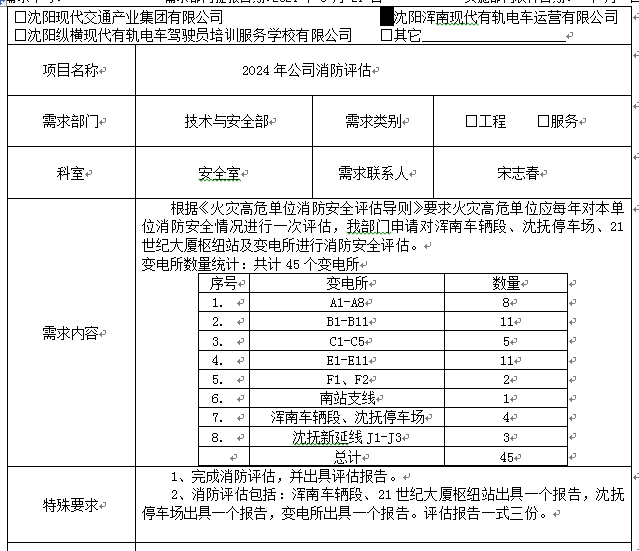 □沈阳现代交通产业集团有限公司 ■沈阳浑南现代有轨电车运营有限公司
□沈阳纵横现代有轨电车驾驶员培训服务学校有限公司 □其它
项目名称 2024年公司消防评估
需求部门 技术与安全部 需求类别 □工程 □服务
科室 安全室 需求联系人 宋志春
需求内容
根据《火灾高危单位消防安全评估导则》要求火灾高危单位应每年对本单
位消防安全情况进行一次评估，我部门申请对浑南车辆段、沈抚停车场、21
世纪大厦枢纽站及变电所进行消防安全评估。
变电所数量统计：共计45个变电所
序号 变电所 数量
1. A1-A8 8
2. B1-B11 11
3. C1-C5 5
4. E1-E11 11
5. F1、F2 2
6. 南站支线 1
7. 浑南车辆段、沈抚停车场 4
8. 沈抚新延线J1-J3 3
总计 45
特殊要求
1、完成消防评估，并出具评估报告。
2、消防评估包括：浑南车辆段、21世纪大厦枢纽站出具一个报告，沈抚
停车场出具一个报告，变电所出具一个报告。评估报告一式三份。